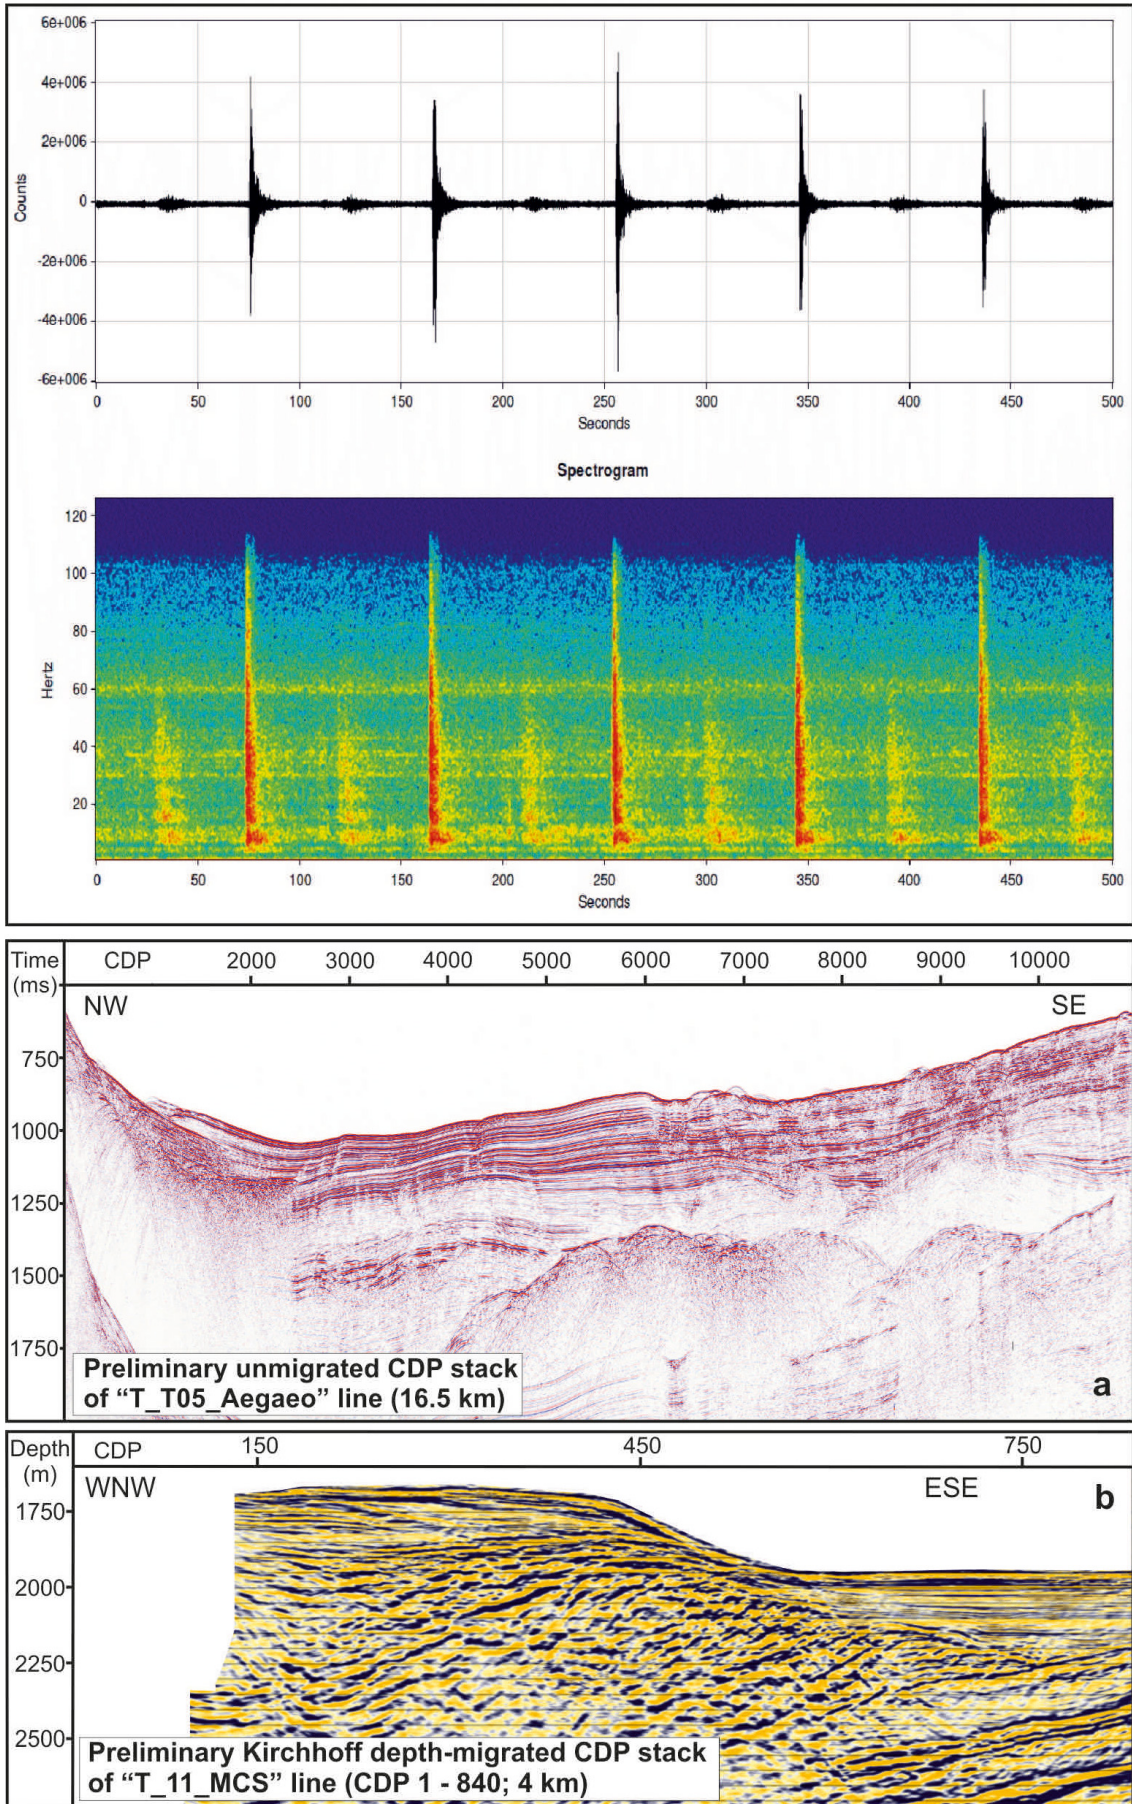 6e+006
4e+006
2e+006
0
-2e+006
-4e+006
-6e+006
Counts
0 50 100 150 200 250 300 350 400 450 500
Seconds
Spectrogram
120
100
80
60
40
20
Hertz
0 50 100 150 200 250 300 350 400 450 500
Seconds
Time (ms)
CDP 2000 3000 4000 5000 6000 7000 8000 9000 10000
NW SE
750
1000
1250
1500
1750
Preliminary unmigrated CDP stack
of “T_T05_Aegaeo” line (16.5 km)
a
Depth (m)
CDP 150 450 750
WNW ESE b
1750
2000
2250
2500
Preliminary Kirchhoff depth-migrated CDP stack
of “T_11_MCS” line (CDP 1 - 840; 4 km)